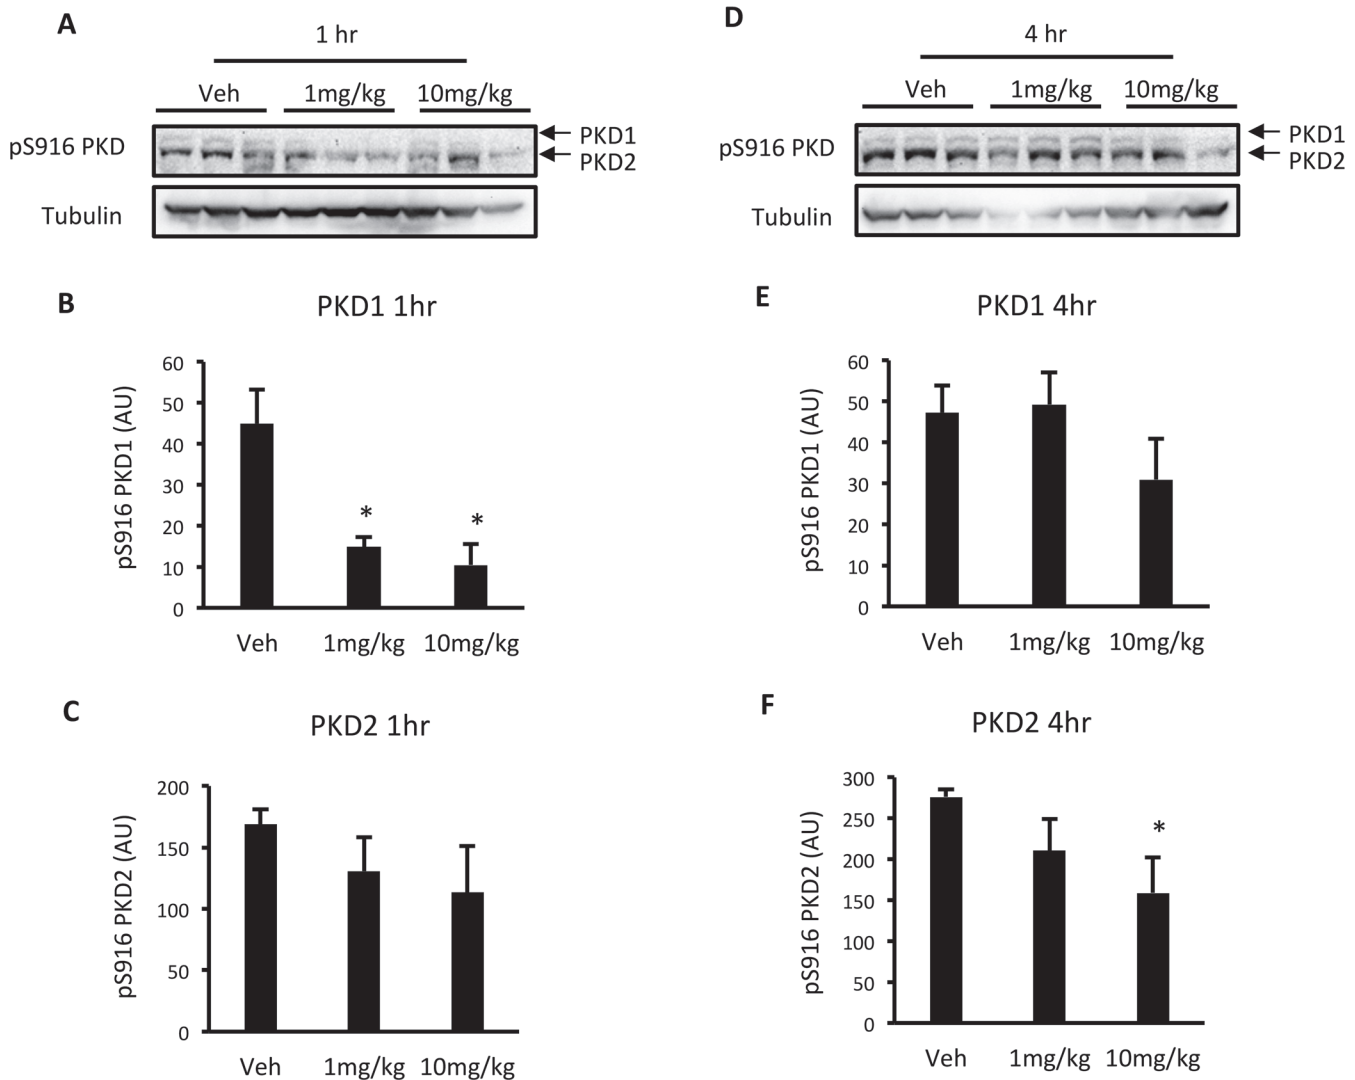 A
1 hr
Veh 1mg/kg 10mg/kg
pS916 PKD
PKD1
PKD2
Tubulin
D
4 hr
Veh 1mg/kg 10mg/kg
pS916 PKD
PKD1
PKD2
Tubulin
B
PKD1 1hr
pS916 PKD1 (AU)
60
50
40
30
20
10
0
* *
Veh 1mg/kg 10mg/kg
E
PKD1 4hr
pS916 PKD1 (AU)
60
50
40
30
20
10
0
Veh 1mg/kg 10mg/kg
C
PKD2 1hr
pS916 PKD2 (AU)
200
150
100
50
0
Veh 1mg/kg 10mg/kg
F
PKD2 4hr
pS916 PKD2 (AU)
300
250
200
150
100
50
0
*
Veh 1mg/kg 10mg/kg